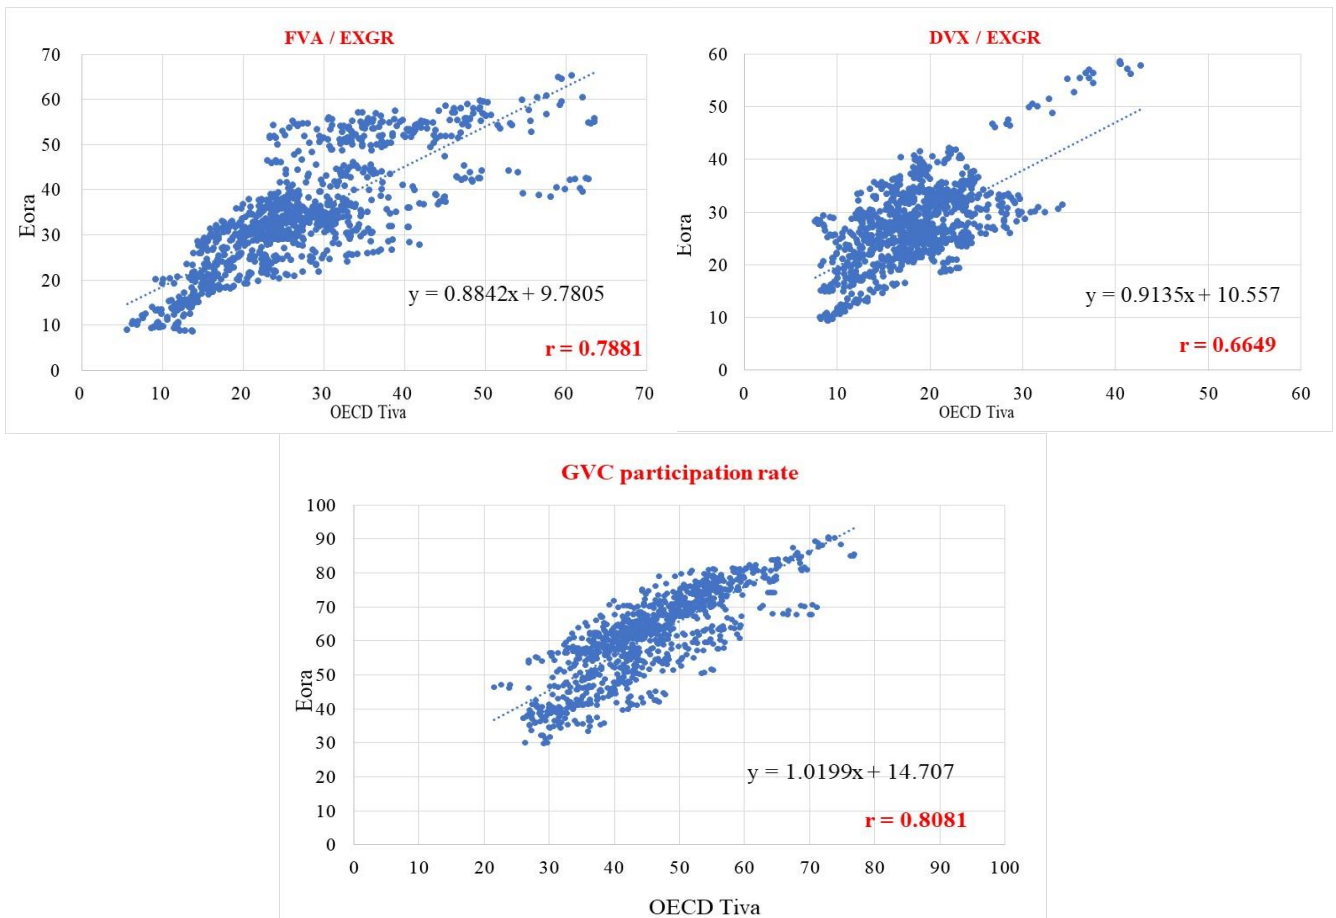 FVA / EXGR
70
60
50
40
30
20
10
0
Eora
y = 0.8842x + 9.7805
r = 0.7881
0 10 20 30 40 50 60 70
OECD Tiva
DVX / EXGR
60
50
40
30
20
10
0
Eora
y = 0.9135x + 10.557
r = 0.6649
0 10 20 30 40 50 60
OECD Tiva
GVC participation rate
100
90
80
70
60
50
40
30
20
10
0
Eora
y = 1.0199x + 14.707
r = 0.8081
0 10 20 30 40 50 60 70 80 90 100
OECD Tiva